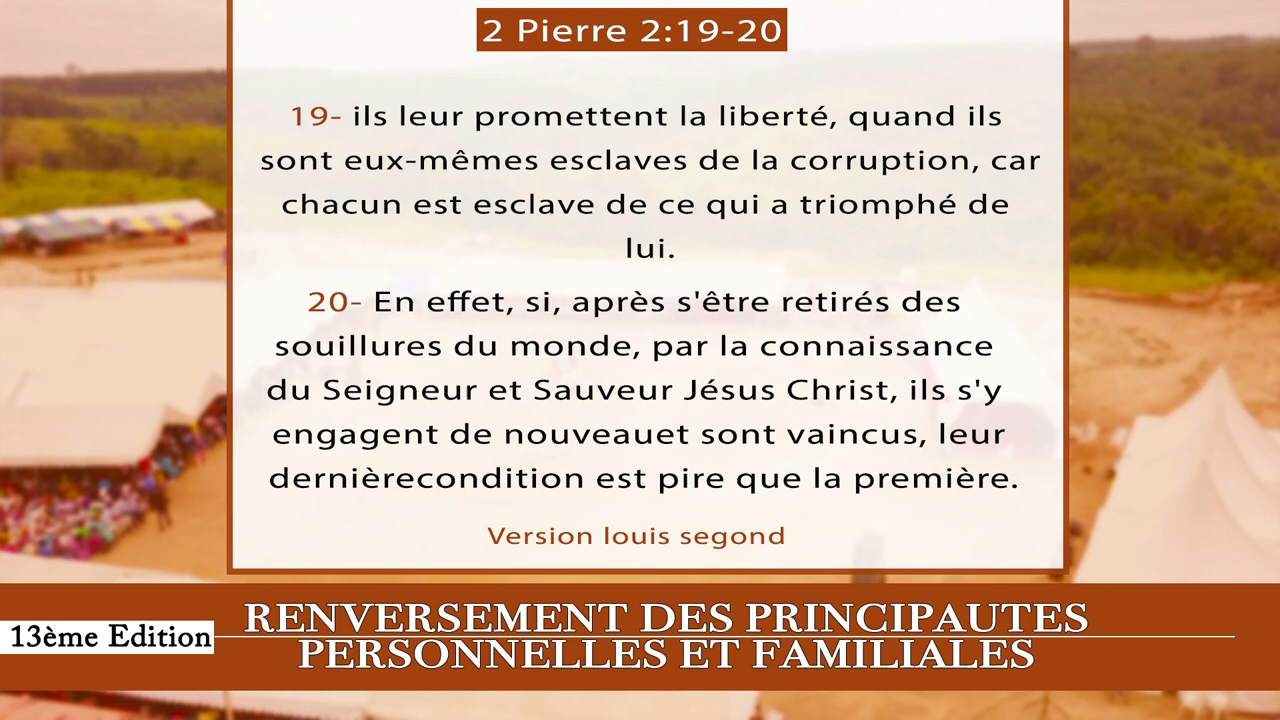 2 Pierre 2:19-20
19- ils leur promettent la liberté, quand ils
sont eux-mêmes esclaves de la corruption, car
chacun est esclave de ce qui a triomphé de
lui.
20- En effet, si, après s'être retirés des
souillures du monde, par la connaissance
du Seigneur et Sauveur Jésus Christ, ils s'y
engagent de nouveauet sont vaincus, leur
dernièrecondition est pire que la première.
Version louis segond
13ème Edition
RENVERSEMENT DES PRINCIPAUTES
PERSONNELLES ET FAMILIALES